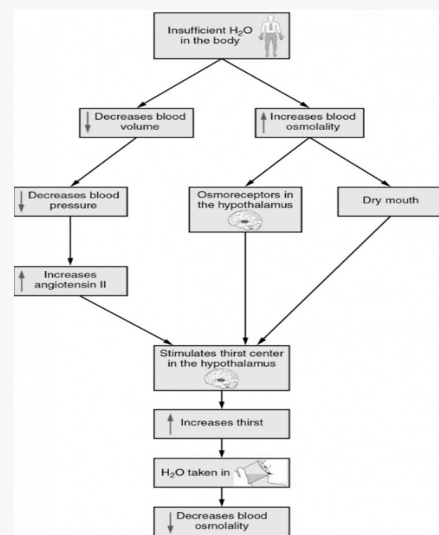 Insufficient H₂O
in the body
Decreases blood
volume
Increases blood
osmolality
Decreases blood
pressure
Osmoreceptors in
the hypothalamus
Dry mouth
Increases
angiotensin II
Stimulates thirst center
in the hypothalamus
Increases thirst
H₂O taken in
Decreases blood
osmolality